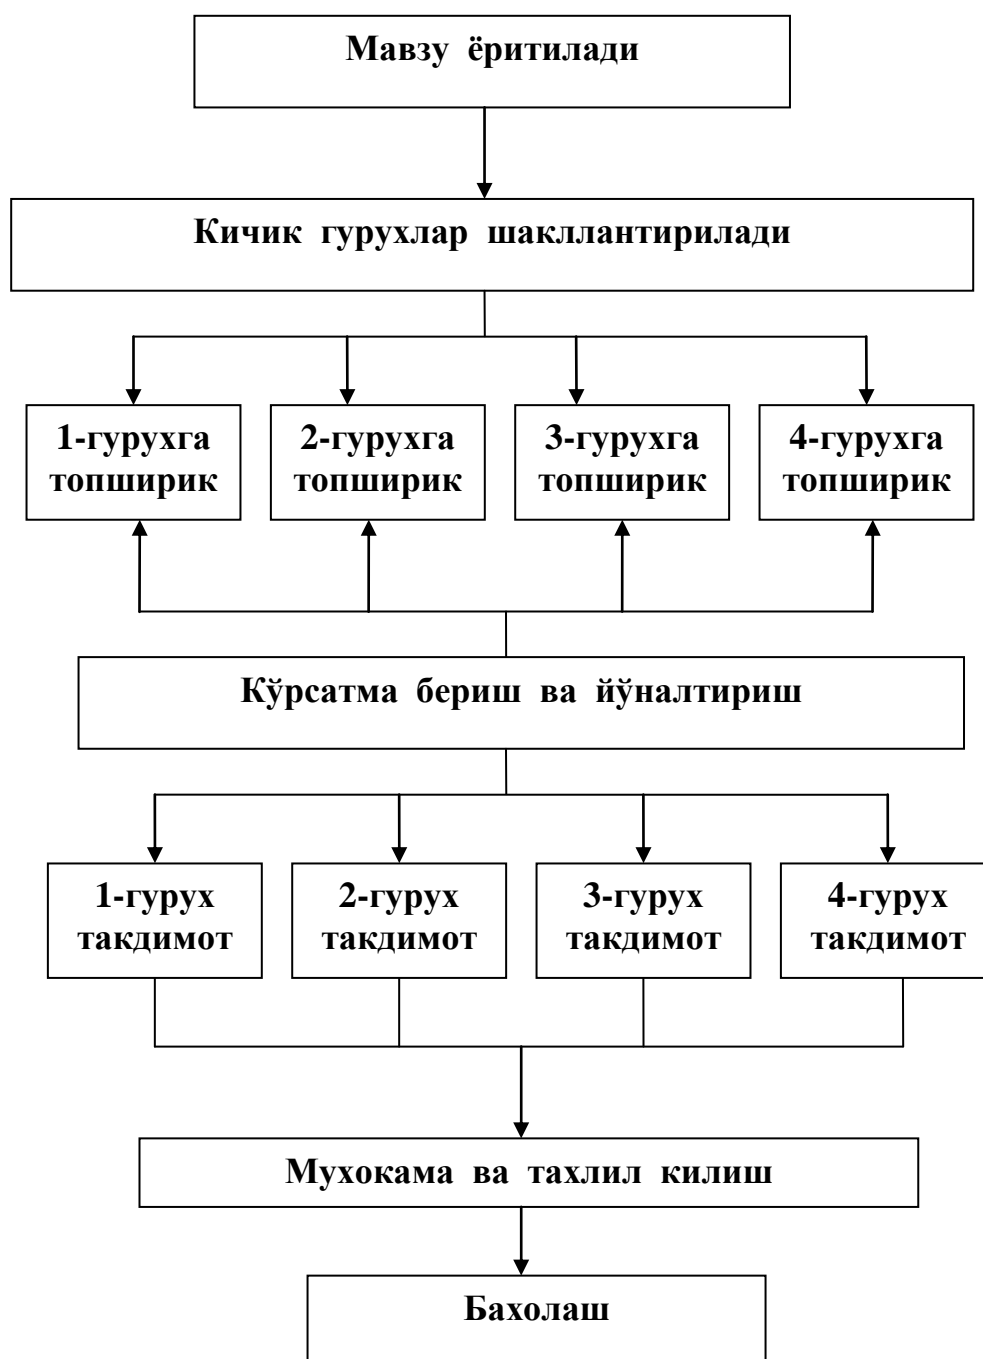 Мавзу ёритилади
Кичик гурухлар шакллантирилади
1-гурухга
топширик
2-гурухга
топширик
3-гурухга
топширик
4-гурухга
топширик
Кўрсатма бериш ва йўналтириш
1-гурух
такдимот
2-гурух
такдимот
3-гурух
такдимот
4-гурух
такдимот
Мухокама ва тахлил килиш
Бахолаш